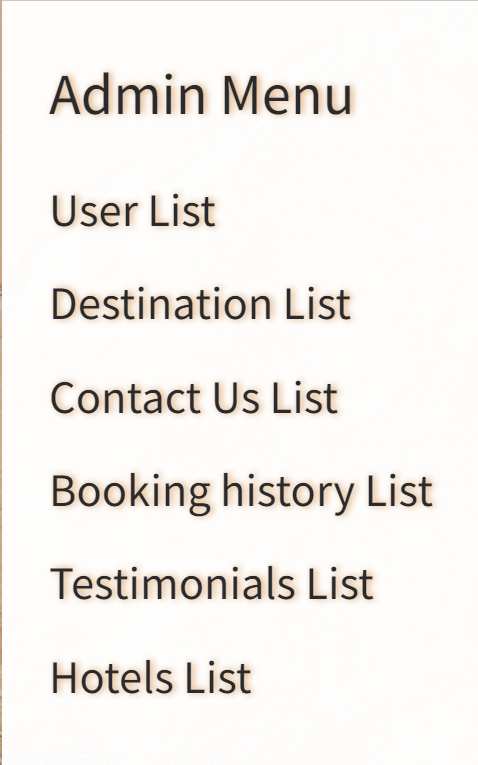 Admin Menu
User List
Destination List
Contact Us List
Booking history List
Testimonials List
Hotels List